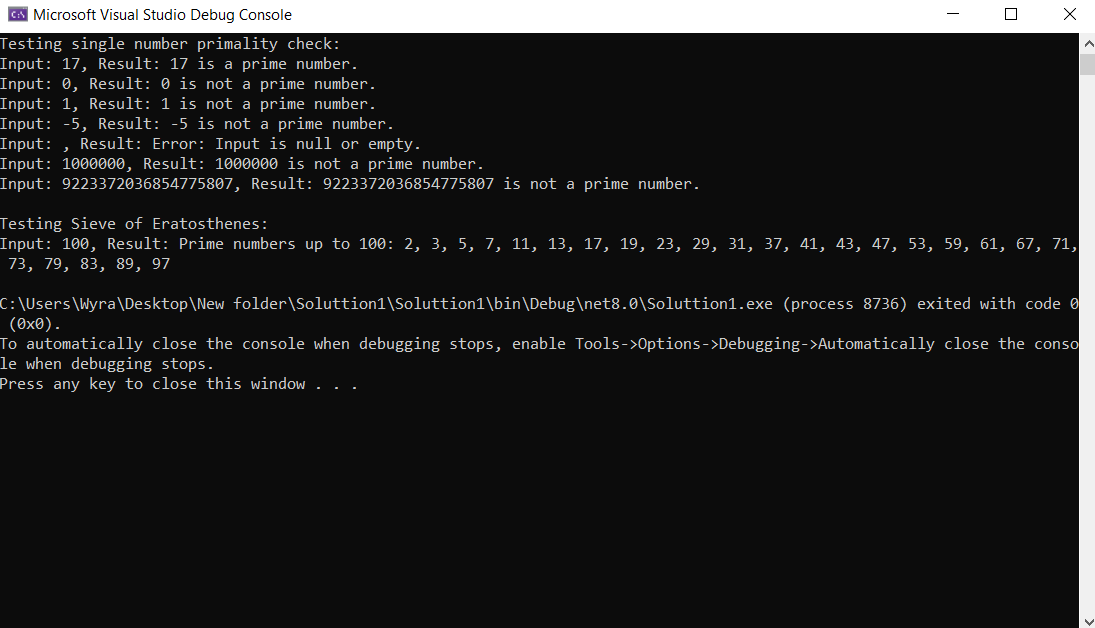 Microsoft Visual Studio Debug Console
Testing single number primality check:
Input: 17, Result: 17 is a prime number.
Input: 0, Result: 0 is not a prime number.
Input: 1, Result: 1 is not a prime number.
Input: -5, Result: -5 is not a prime number.
Input: , Result: Error: Input is null or empty.
Input: 1000000, Result: 1000000 is not a prime number.
Input: 9223372036854775807, Result: 9223372036854775807 is not a prime number.
Testing Sieve of Eratosthenes:
Input: 100, Result: Prime numbers up to 100: 2, 3, 5, 7, 11, 13, 17, 19, 23, 29, 31, 37, 41, 43, 47, 53, 59, 61, 67, 71,
73, 79, 83, 89, 97
C:\Users\Wyra\Desktop\New folder\Soluttion1\Soluttion1\bin\Debug\net8.0\Soluttion1.exe (process 8736) exited with code 0
(0x0).
To automatically close the console when debugging stops, enable Tools->Options->Debugging->Automatically close the conso
le when debugging stops.
Press any key to close this window . . .